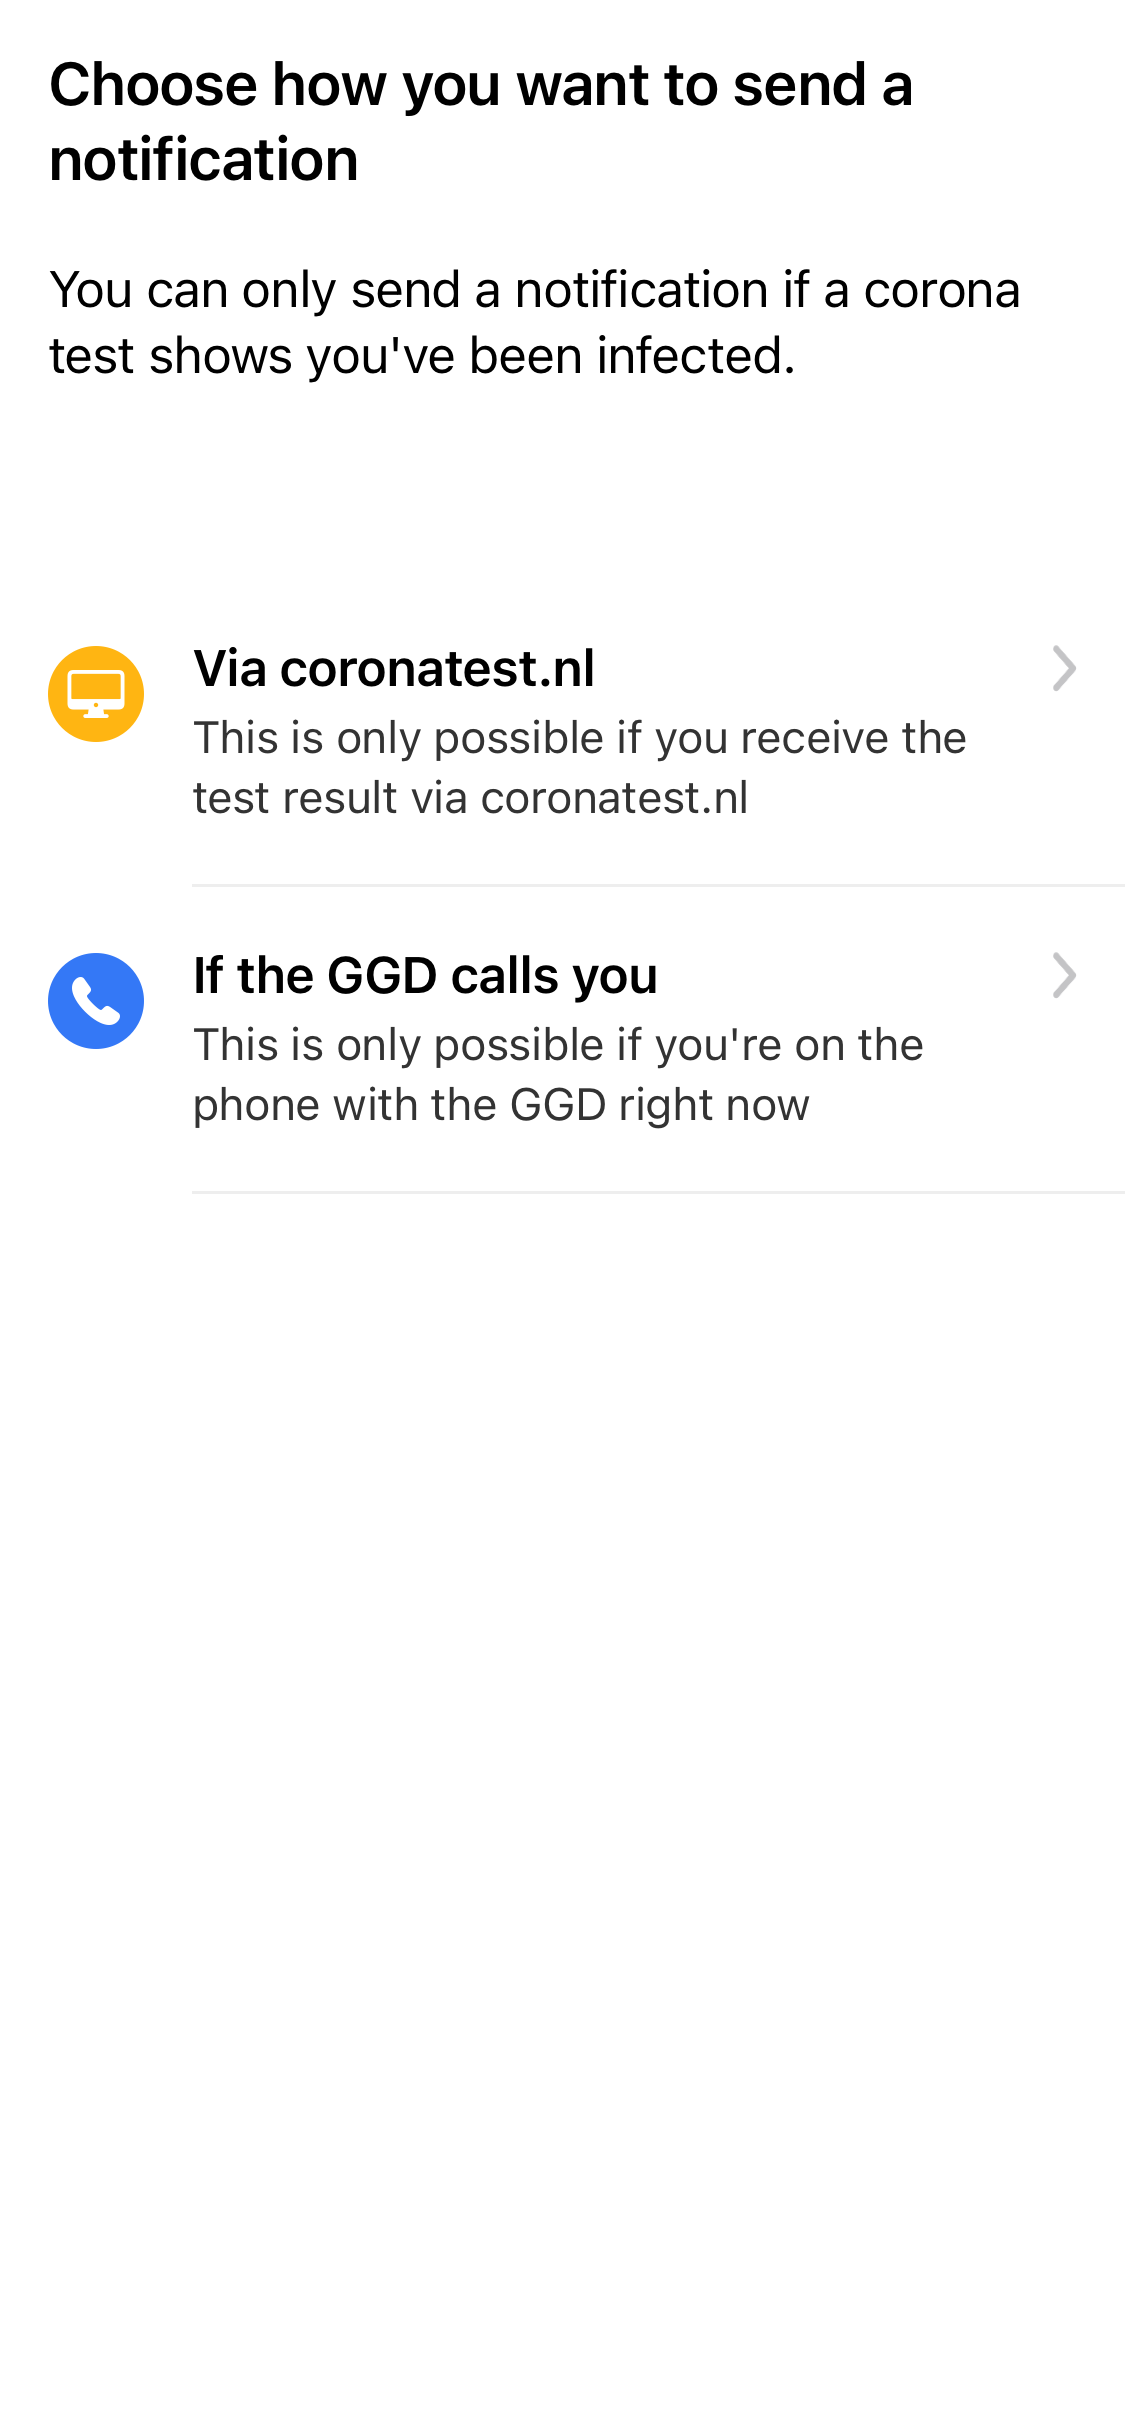 Choose how you want to send a
notification
You can only send a notification if a corona
test shows you've been infected.
Via coronatest.nl
This is only possible if you receive the
test result via coronatest.nl
If the GGD calls you
This is only possible if you're on the
phone with the GGD right now